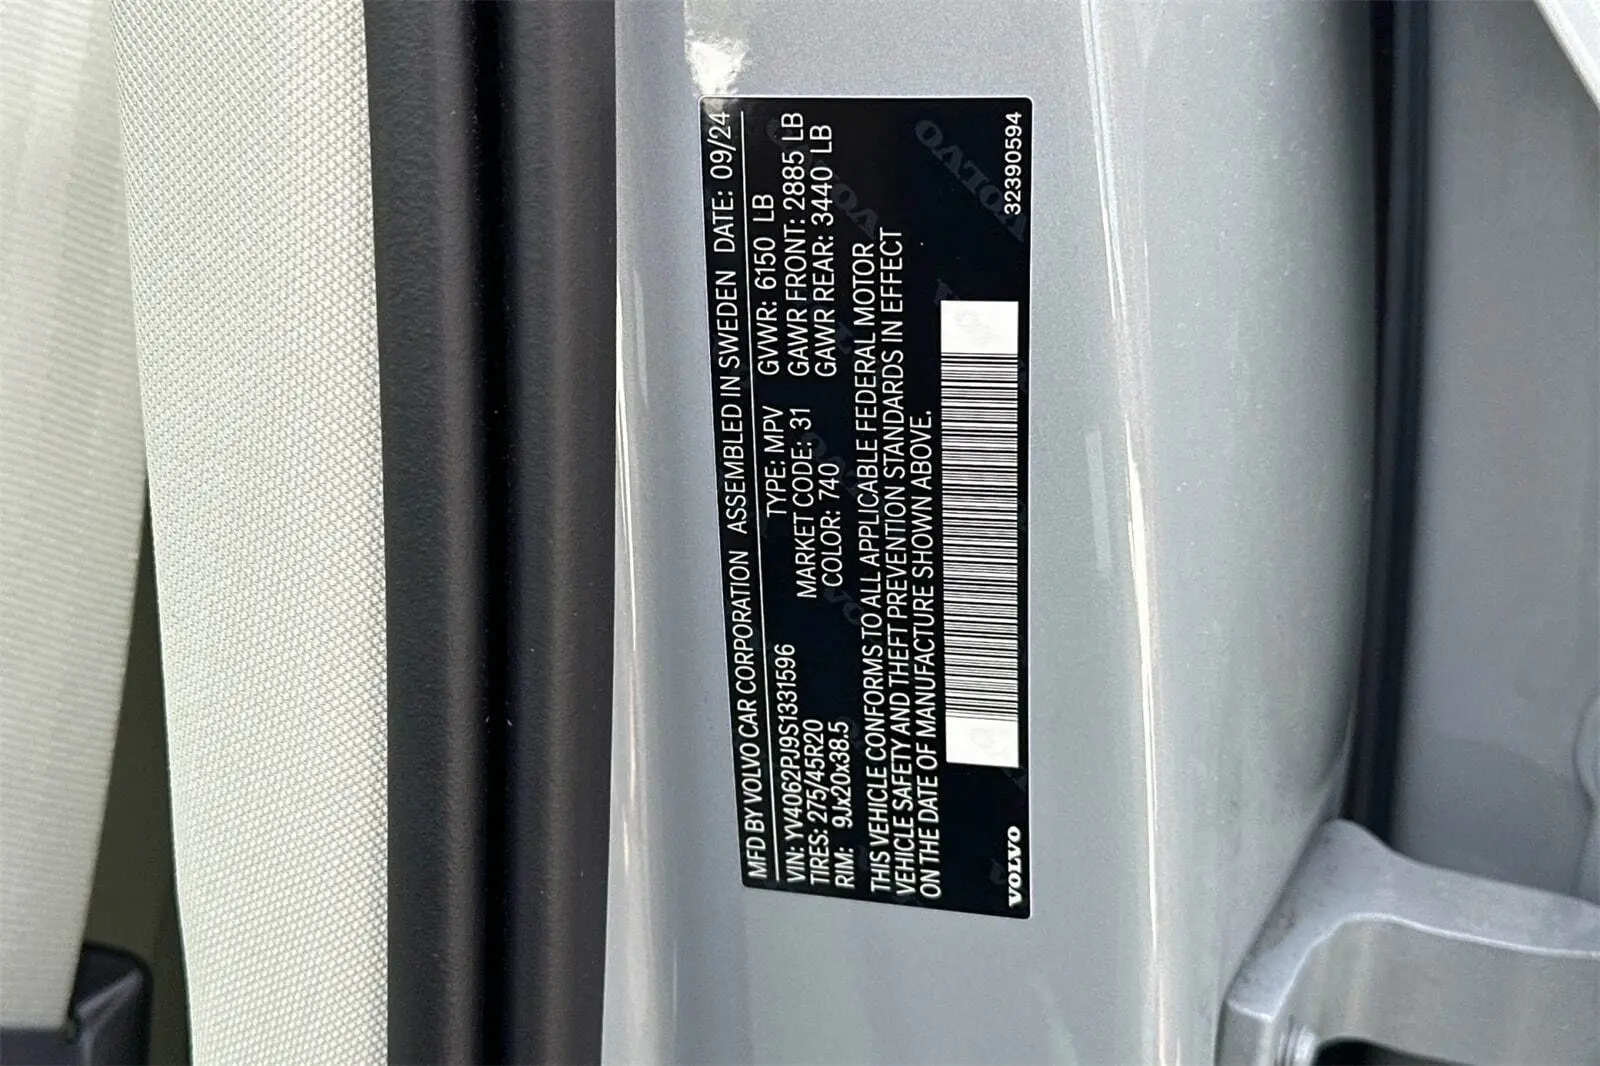 MFD BY VOLVO CAR CORPORATION ASSEMBLED IN SWEDEN DATE: 09/24
VIN: YV4062PJ9S1331596 TYPE: MPV GVWR: 6150 LB
TIRES: 275/45R20 MARKET CODE: 31 GAWR FRONT: 2885 LB
RIM: 9Jx20x38.5 COLOR: 740 GAWR REAR: 3440 LB
THIS VEHICLE CONFORMS TO ALL APPLICABLE FEDERAL MOTOR
VEHICLE SAFETY AND THEFT PREVENTION STANDARDS IN EFFECT
ON THE DATE OF MANUFACTURE SHOWN ABOVE.
VOLVO 32390594